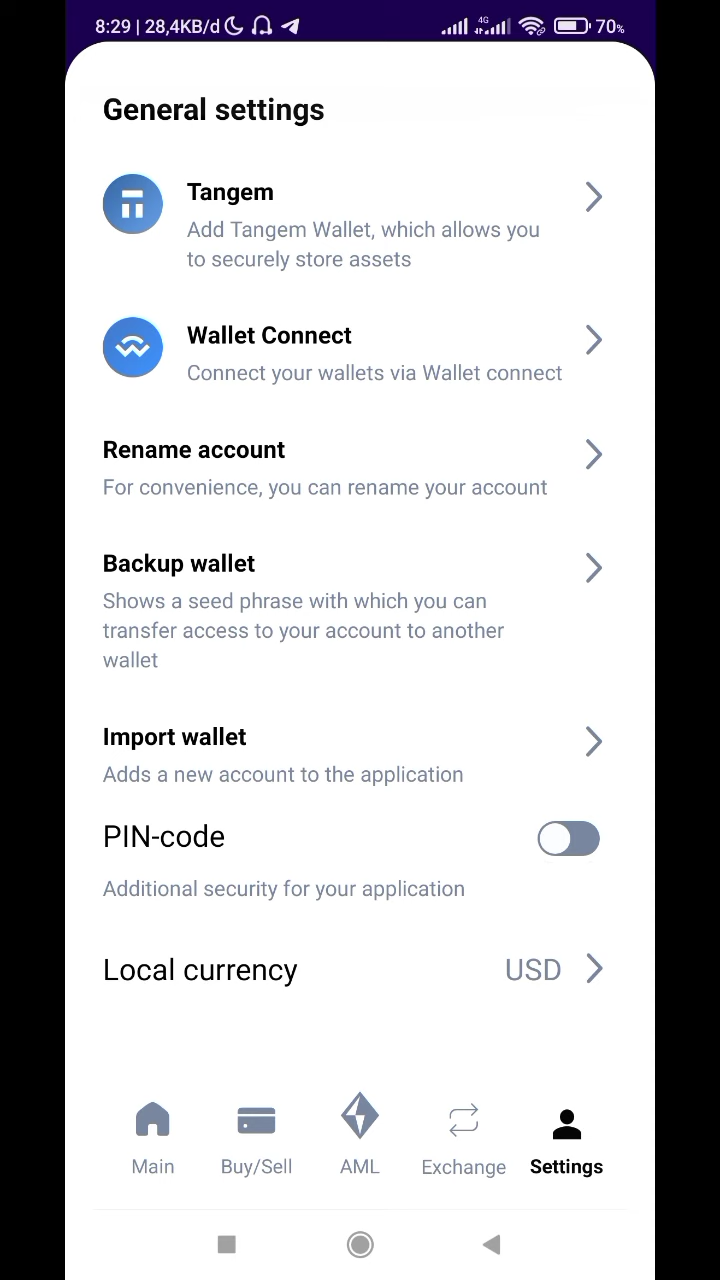 8:29 | 28,4KB/d 4G 70%
General settings
Tangem
Add Tangem Wallet, which allows you
to securely store assets
Wallet Connect
Connect your wallets via Wallet connect
Rename account
For convenience, you can rename your account
Backup wallet
Shows a seed phrase with which you can
transfer access to your account to another
wallet
Import wallet
Adds a new account to the application
PIN-code
Additional security for your application
Local currency USD
Main Buy/Sell AML Exchange Settings